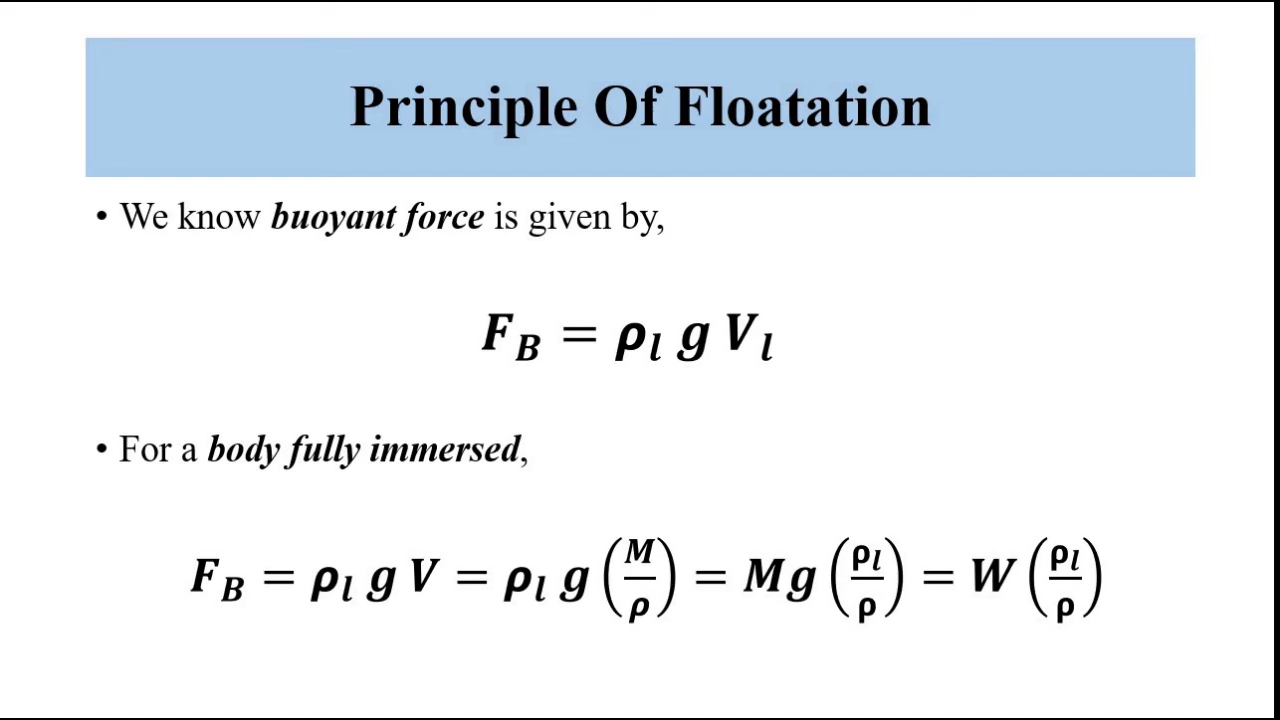 Principle Of Floatation
• We know buoyant force is given by,
F_B = ρ_l g V_l
• For a body fully immersed,
F_B = ρ_l g V = ρ_l g (M/ρ) = Mg (ρ_l/ρ) = W (ρ_l/ρ)